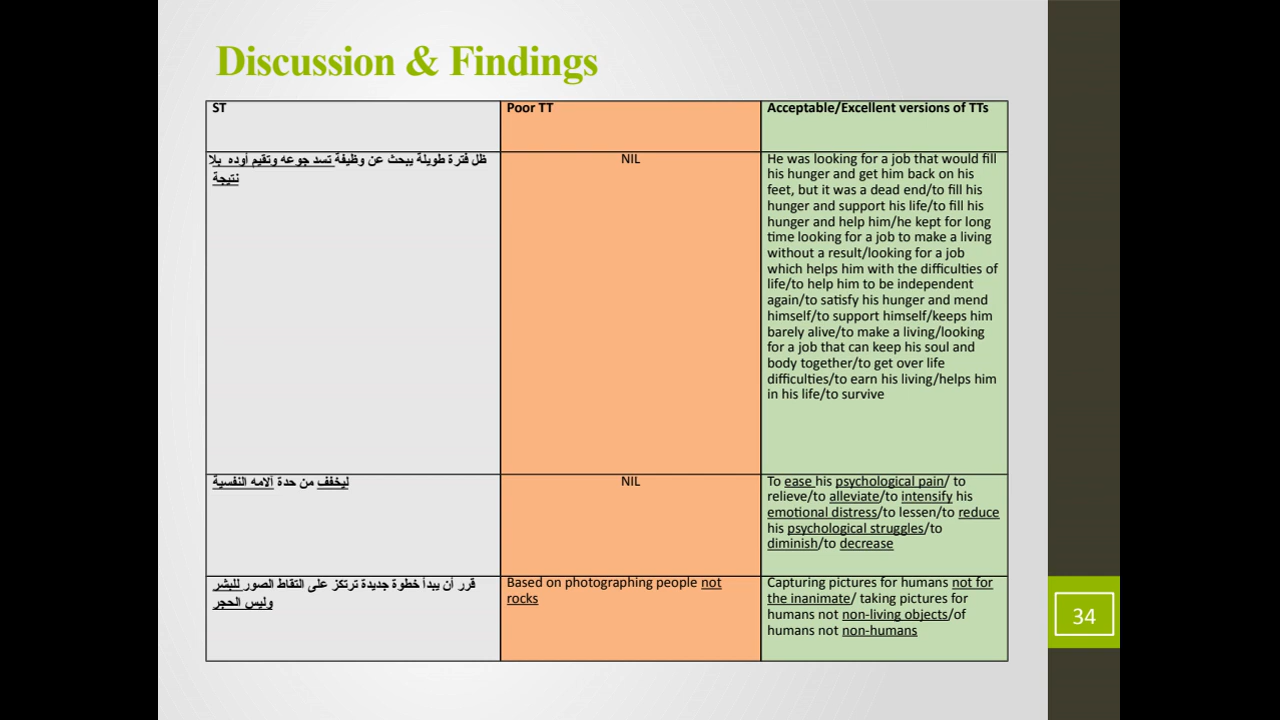 Discussion & Findings
ST
Poor TT
Acceptable/Excellent versions of TTs
ظل فترة طويلة يبحث عن وظيفة تسد جوعه وتقيم أوده بلا
نتيجة
NIL
He was looking for a job that would fill
his hunger and get him back on his
feet, but it was a dead end/to fill his
hunger and support his life/to fill his
hunger and help him/he kept for long
time looking for a job to make a living
without a result/looking for a job
which helps him with the difficulties of
life/to help him to be independent
again/to satisfy his hunger and mend
himself/to support himself/keeps him
barely alive/to make a living/looking
for a job that can keep his soul and
body together/to get over life
difficulties/to earn his living/helps him
in his life/to survive
ليخفف من حدة آلامه النفسية
NIL
To ease his psychological pain/ to
relieve/to alleviate/to intensify his
emotional distress/to lessen/to reduce
his psychological struggles/to
diminish/to decrease
قرر أن يبدأ خطوة جديدة ترتكز على التقاط الصور للبشر
وليس الحجر
Based on photographing people not
rocks
Capturing pictures for humans not for
the inanimate/ taking pictures for
humans not non-living objects/of
humans not non-humans
34